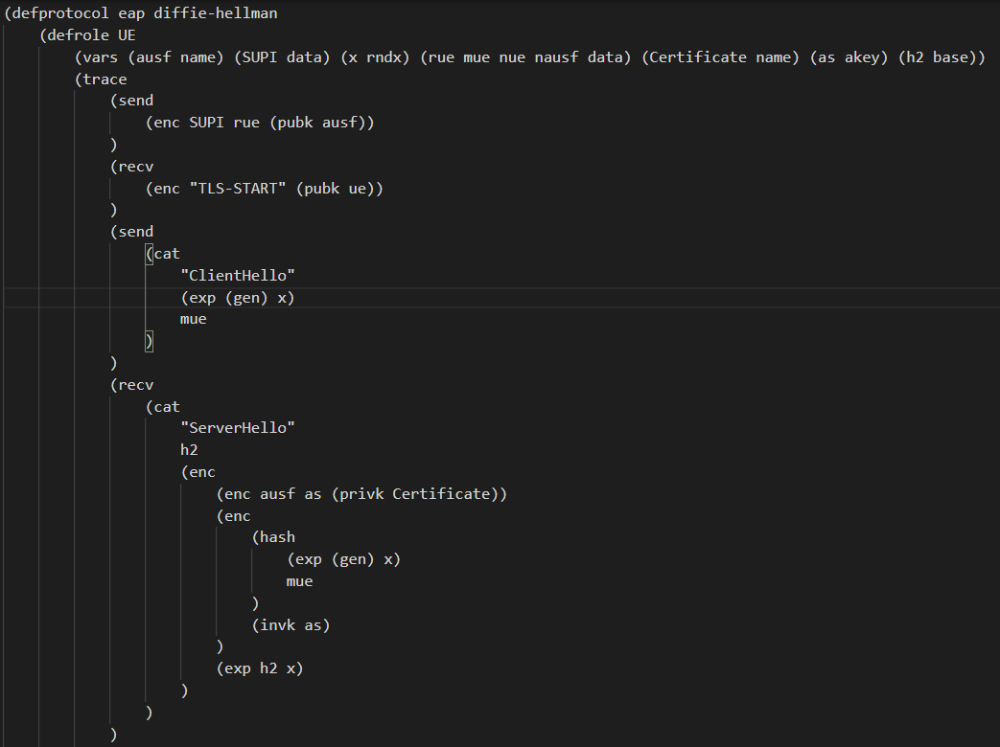 (defprotocol eap diffie-hellman
    (defrole UE
        (vars (ausf name) (SUPI data) (x rndx) (rue mue nue nausf data) (Certificate name) (as akey) (h2 base))
        (trace
            (send
                (enc SUPI rue (pubk ausf))
            )
            (recv
                (enc "TLS-START" (pubk ue))
            )
            (send
                (cat
                    "ClientHello"
                    (exp (gen) x)
                    mue
                )
            )
            (recv
                (cat
                    "ServerHello"
                    h2
                    (enc
                        (enc ausf as (privk Certificate))
                        (enc
                            (hash
                                (exp (gen) x)
                                mue
                            )
                            (invk as)
                        )
                        (exp h2 x)
                    )
                )
            )